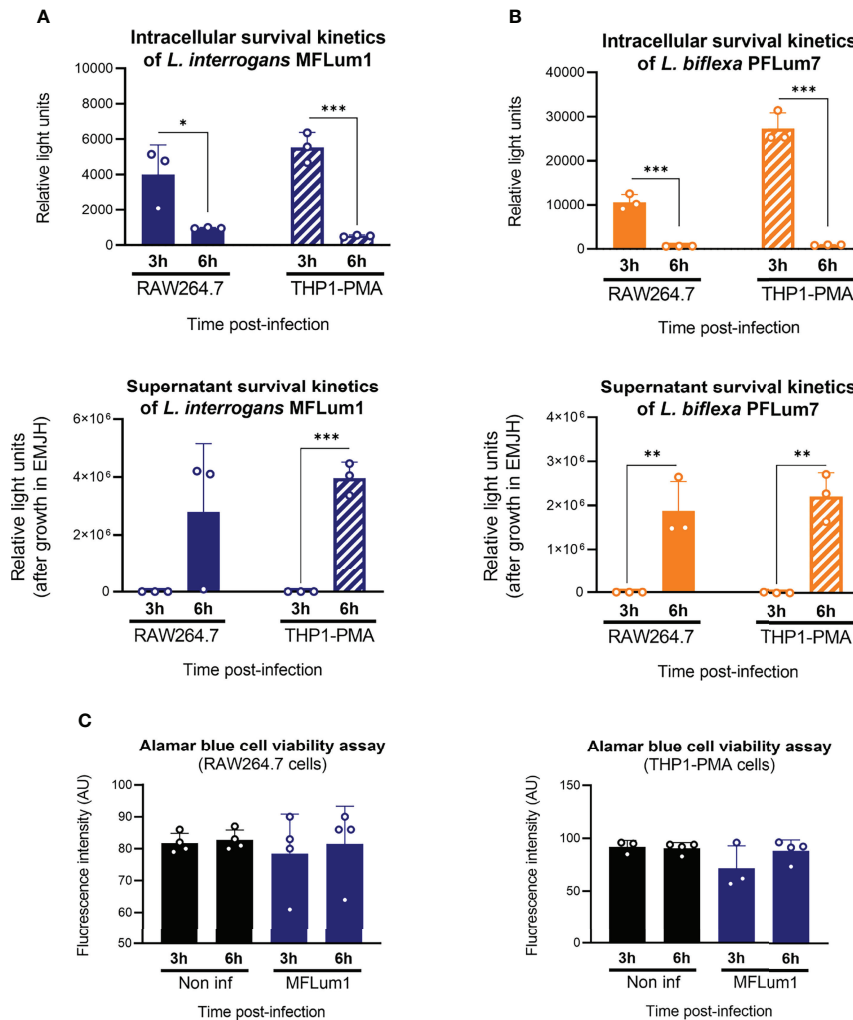 A
Intracellular survival kinetics
of L. interrogans MFLum1
Relative light units
10000
8000
6000
4000
2000
0
*
***
3h 6h 3h 6h
RAW264.7 THP1-PMA
Time post-infection
B
Intracellular survival kinetics
of L. biflexa PFLum7
Relative light units
40000
30000
20000
10000
0
***
***
3h 6h 3h 6h
RAW264.7 THP1-PMA
Time post-infection
Supernatant survival kinetics
of L. interrogans MFLum1
Relative light units
(after growth in EMJH)
6×10⁶
4×10⁶
2×10⁶
0
***
3h 6h 3h 6h
RAW264.7 THP1-PMA
Time post-infection
Supernatant survival kinetics
of L. biflexa PFLum7
Relative light units
(after growth in EMJH)
4×10⁶
3×10⁶
2×10⁶
1×10⁶
0
**
**
3h 6h 3h 6h
RAW264.7 THP1-PMA
Time post-infection
C
Alamar blue cell viability assay
(RAW264.7 cells)
Flucrescence intensity (AU)
100
90
80
70
60
50
3h 6h 3h 6h
Non inf MFLum1
Time post-infection
Alamar blue cell viability assay
(THP1-PMA cells)
Fluorescence intensity (AU)
150
100
50
0
3h 6h 3h 6h
Non inf MFLum1
Time post-infection